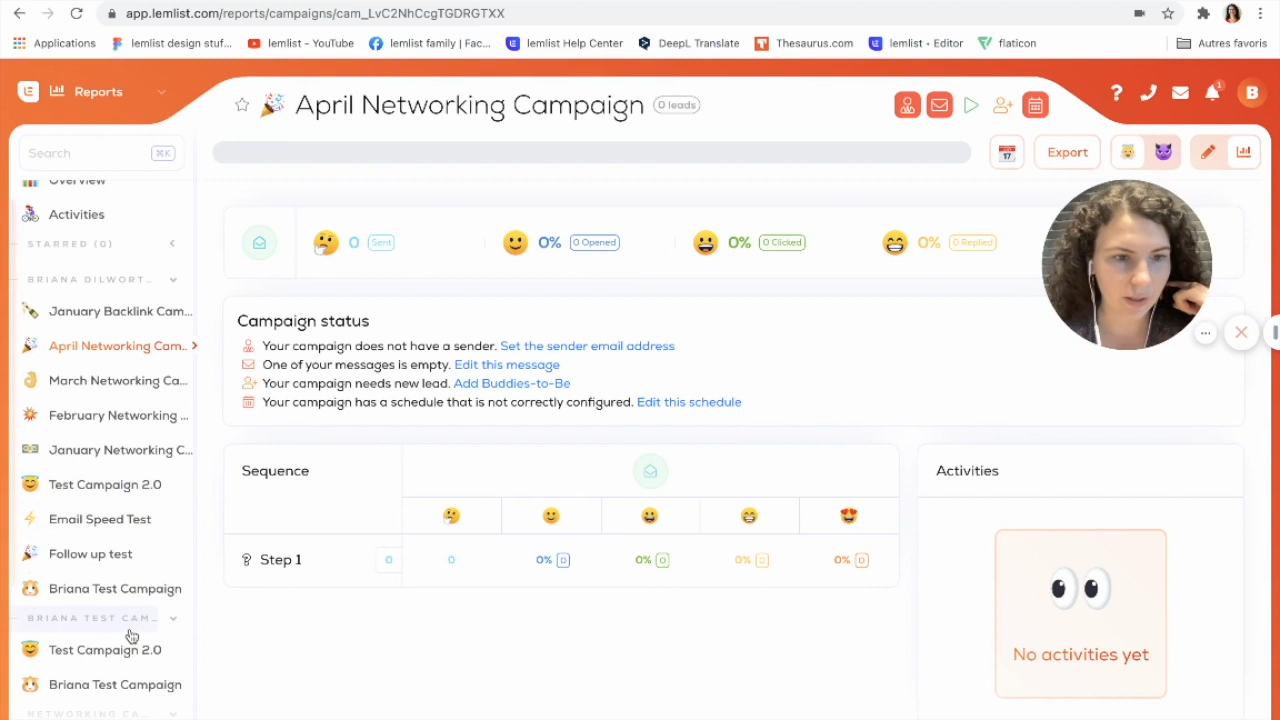 app.lemlist.com/reports/campaigns/cam_LvC2NhCcgTGDRGTXX
Applications lemlist design stuf... lemlist – YouTube lemlist family | Fac... lemlist Help Center DeepL Translate Thesaurus.com lemlist • Editor flaticon Autres favoris
Reports
April Networking Campaign 0 leads
1
B
Search ⌘K
17
Export
Overview
Activities
STARRED (0)
BRIANA DILWORT...
January Backlink Cam...
April Networking Cam..
March Networking Ca...
February Networking ...
January Networking C...
Test Campaign 2.0
Email Speed Test
Follow up test
Briana Test Campaign
BRIANA TEST CAM...
Test Campaign 2.0
Briana Test Campaign
NETWORKING CA...
0 Sent 0% 0 Opened 0% 0 Clicked 0% 0 Replied
Campaign status
Your campaign does not have a sender. Set the sender email address
One of your messages is empty. Edit this message
Your campaign needs new lead. Add Buddies-to-Be
Your campaign has a schedule that is not correctly configured. Edit this schedule
Sequence
Step 1 0 0 0% 0 0% 0 0% 0 0% 0
Activities
No activities yet